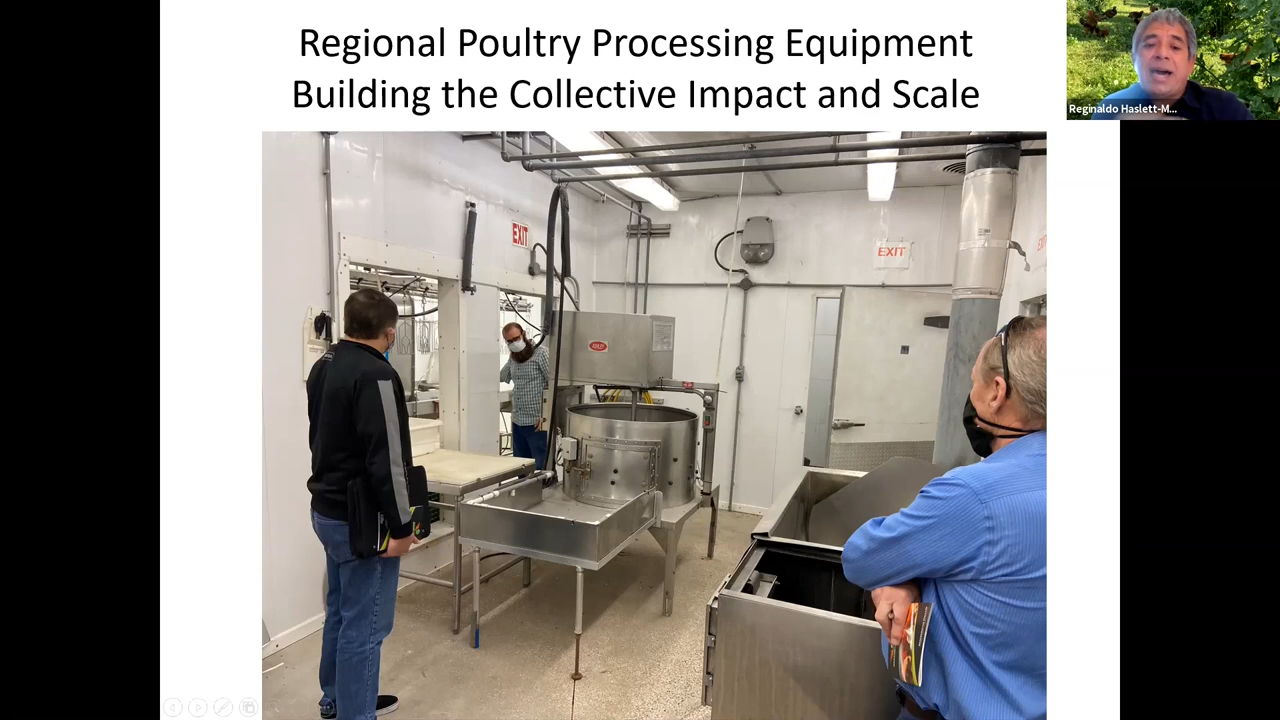 Regional Poultry Processing Equipment
Building the Collective Impact and Scale
Reginaldo Haslett-M...
EXIT
EXIT